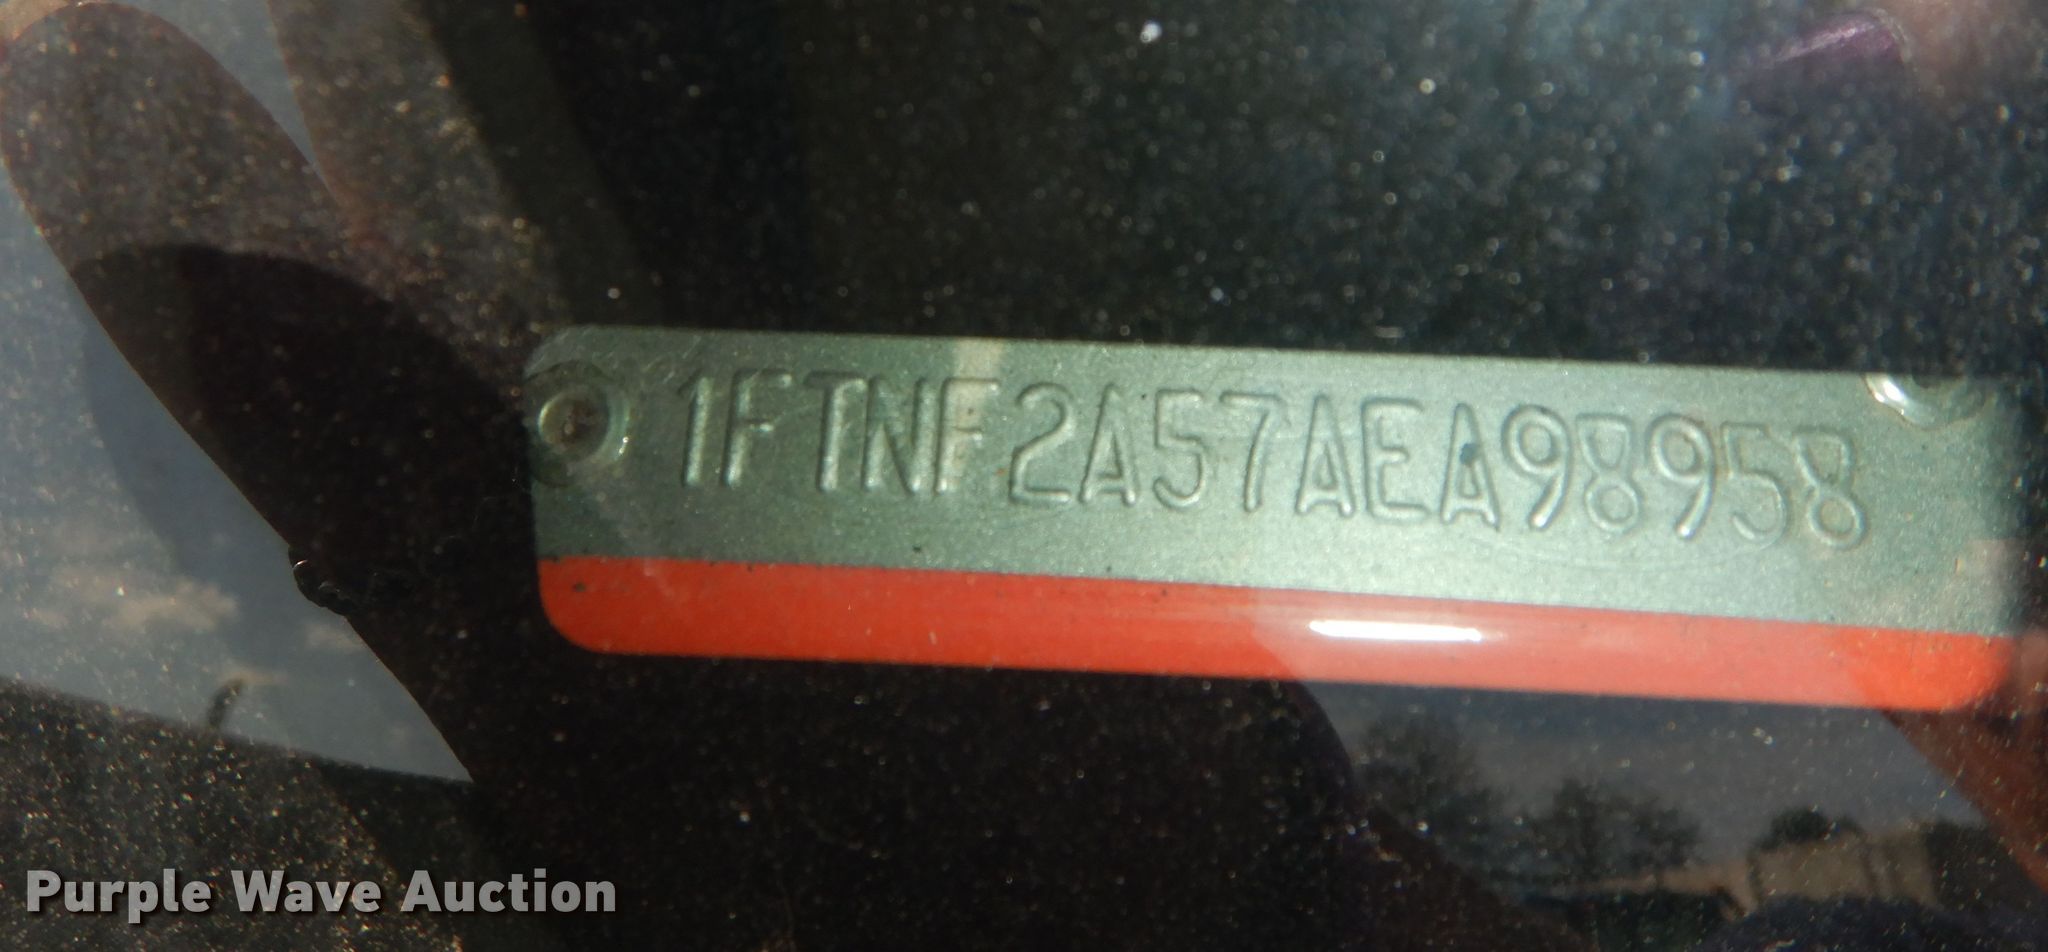 1FTNF2A57AEA98958
Purple Wave Auction